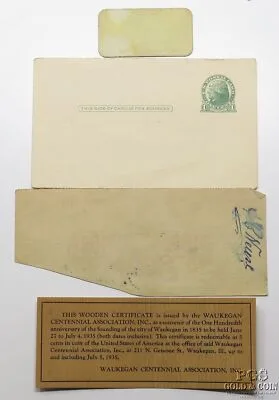 THIS SIDE OF CARD IS FOR ADDRESS
THIS WOODEN CERTIFICATE is issued by the WAUKEGAN
CENTENNIAL ASSOCIATION, INC., as a souvenir of the One Hundredth
anniversary of the founding of the city of Waukegan in 1835 to be held June
27 to July 4, 1935 (both dates inclusive). This certificate is redeemable at 5
cents in coin of the United States of America at the office of said Waukegan
Centennial Association, Inc., at 211 N. Genesee St., Waukegan, Ill., up to
and including July 5, 1935.
WAUKEGAN CENTENNIAL ASSOCIATION, INC.
GOLD & COIN